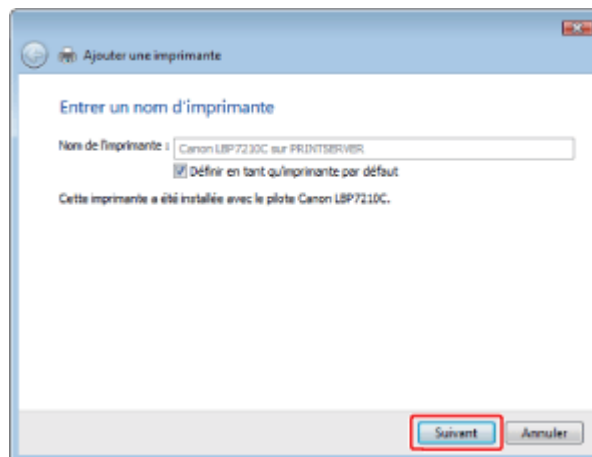 Ajouter une imprimante
Entrer un nom d'imprimante
Nom de l'imprimante : Canon LBP7210C sur PRINTSERVER
Définir en tant qu'imprimante par défaut
Cette imprimante a été installée avec le pilote Canon LBP7210C.
Suivant Annuler